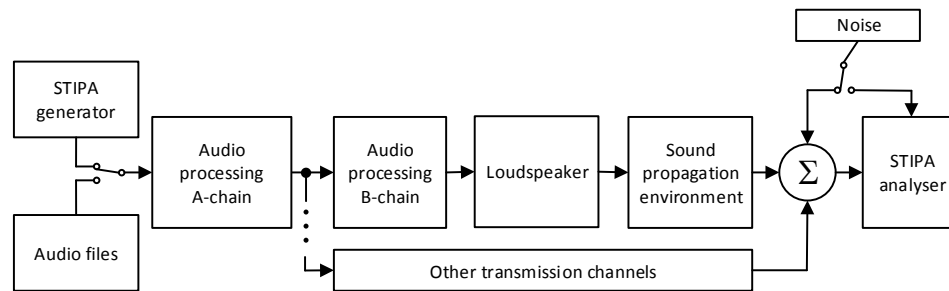 Noise
STIPA
generator
Audio
processing
A-chain
Audio
processing
B-chain
Loudspeaker
Sound
propagation
environment
Σ
STIPA
analyser
Audio files
Other transmission channels